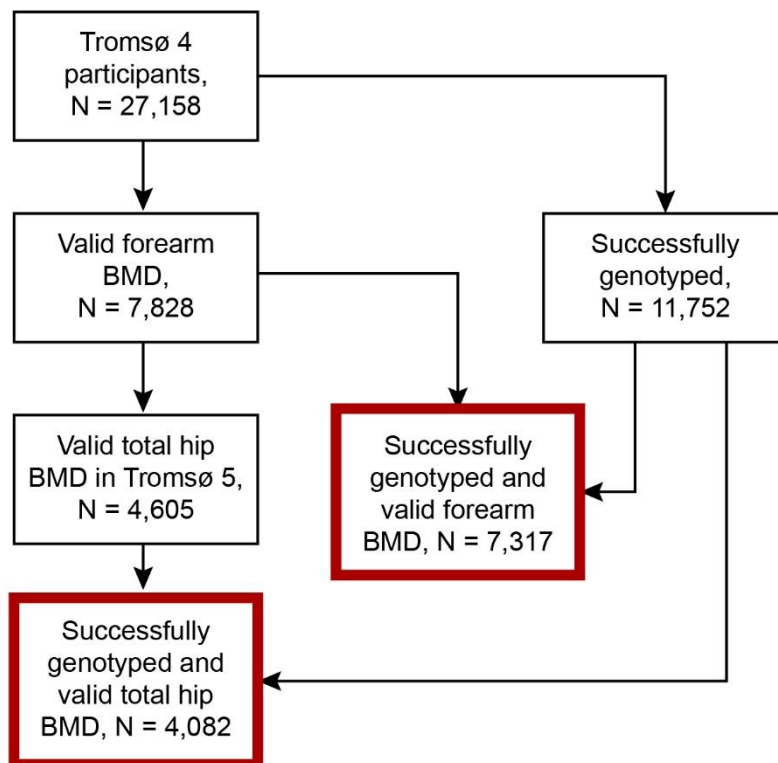 Tromsø 4
participants,
N = 27,158
Valid forearm
BMD,
N = 7,828
Successfully
genotyped,
N = 11,752
Valid total hip
BMD in Tromsø 5,
N = 4,605
Successfully
genotyped and
valid forearm
BMD, N = 7,317
Successfully
genotyped and
valid total hip
BMD, N = 4,082